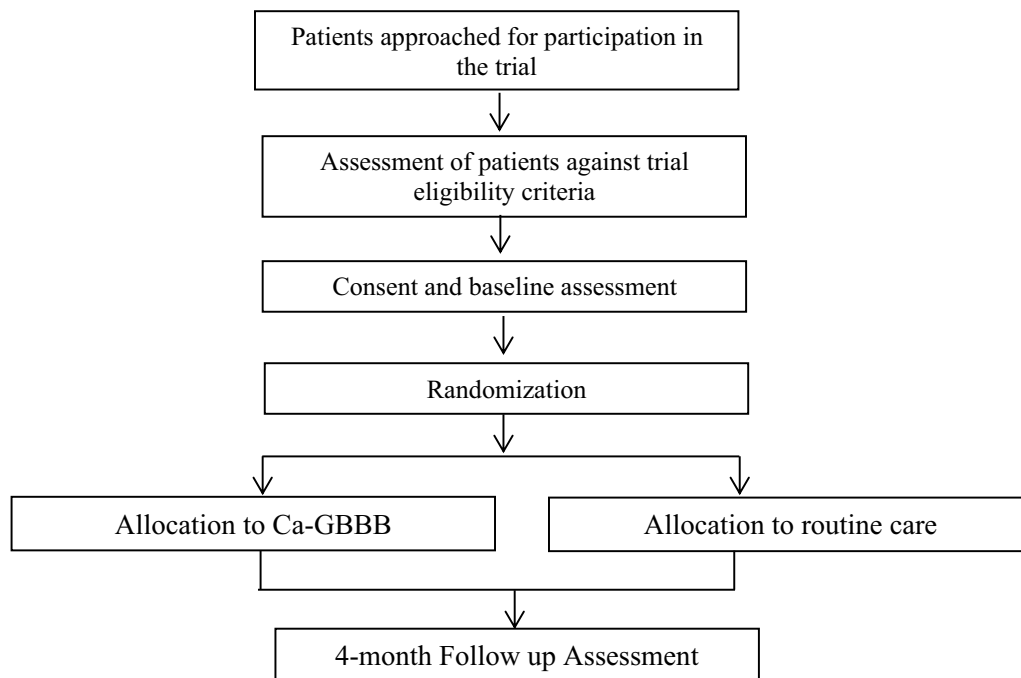 Patients approached for participation in
the trial
Assessment of patients against trial
eligibility criteria
Consent and baseline assessment
Randomization
Allocation to Ca-GBBB
Allocation to routine care
4-month Follow up Assessment